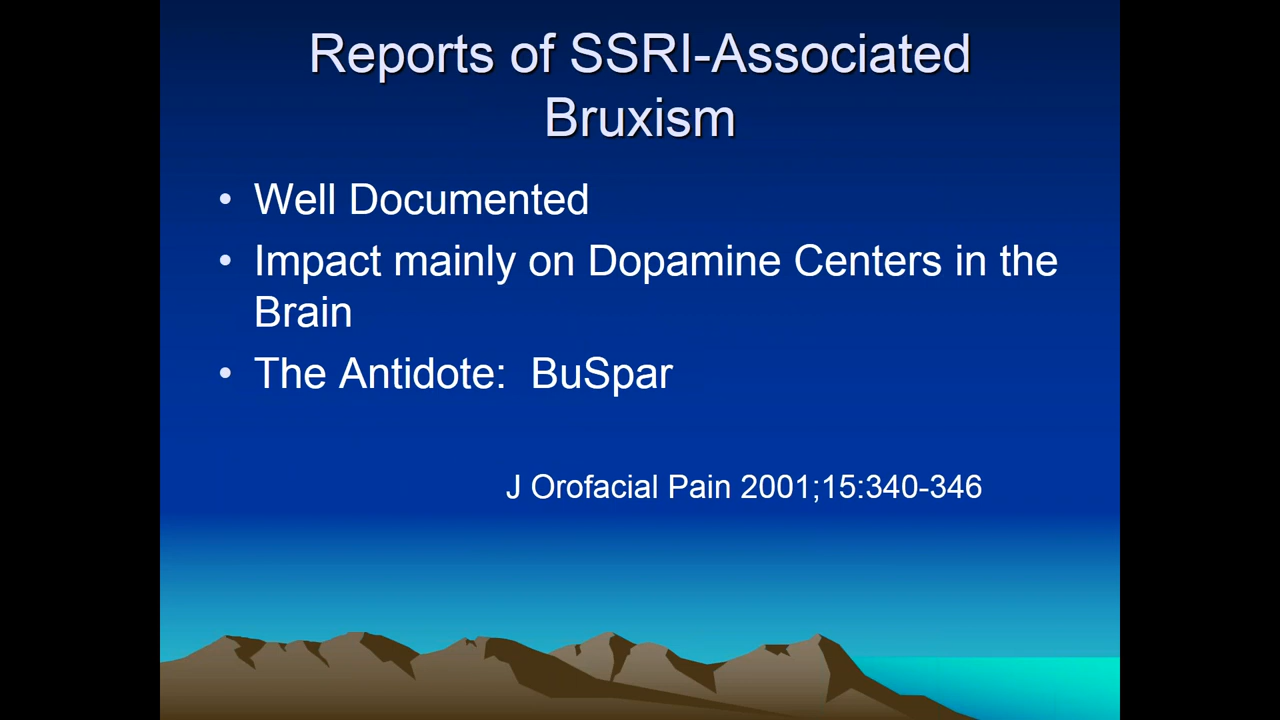 Reports of SSRI-Associated
Bruxism
• Well Documented
• Impact mainly on Dopamine Centers in the
Brain
• The Antidote:  BuSpar
J Orofacial Pain 2001;15:340-346